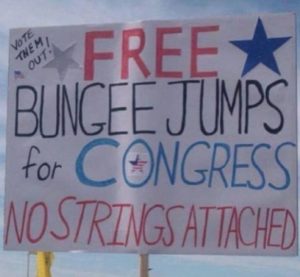 VOTE
THEM!
OUT!
FREE
BUNGEE JUMPS
for CONGRESS
NO STRINGS ATTACHED